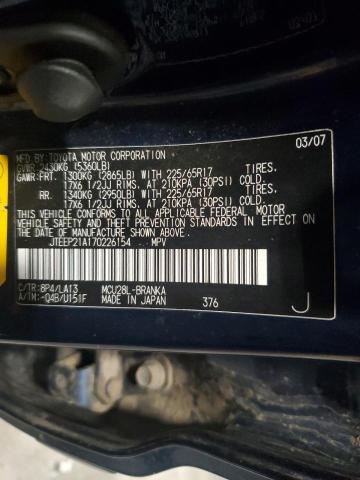 MFD BY: TOYOTA MOTOR CORPORATION 03/07
GVWR: 2430KG (5360LB)
GAWR: FRT. 1300KG (2865LB) WITH 225/65R17 TIRES,
17X6 1/2JJ RIMS, AT 210KPA (30PSI) COLD.
RR. 1340KG (2950LB) WITH 225/65R17 TIRES,
17X6 1/2JJ RIMS, AT 210KPA (30PSI) COLD.
THIS VEHICLE CONFORMS TO ALL APPLICABLE FEDERAL MOTOR
VEHICLE SAFETY AND THEFT PREVENTION STANDARDS IN EFFECT
ON THE DATE OF MANUFACTURE SHOWN ABOVE.
JTEEP21A170226154 MPV
C/TR: 8P4/LA13 MCU28L-BRANKA
A/TM: -04B/U151F MADE IN JAPAN 376 J